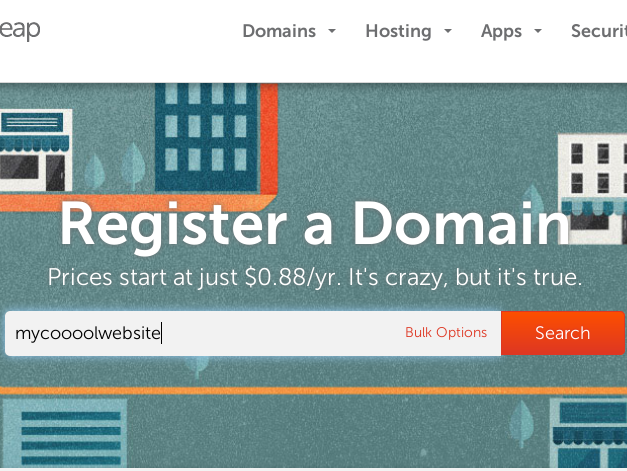 eap
Domains Hosting Apps Securit
Register a Domain
Prices start at just $0.88/yr. It's crazy, but it's true.
mycoooolwebsite Bulk Options Search